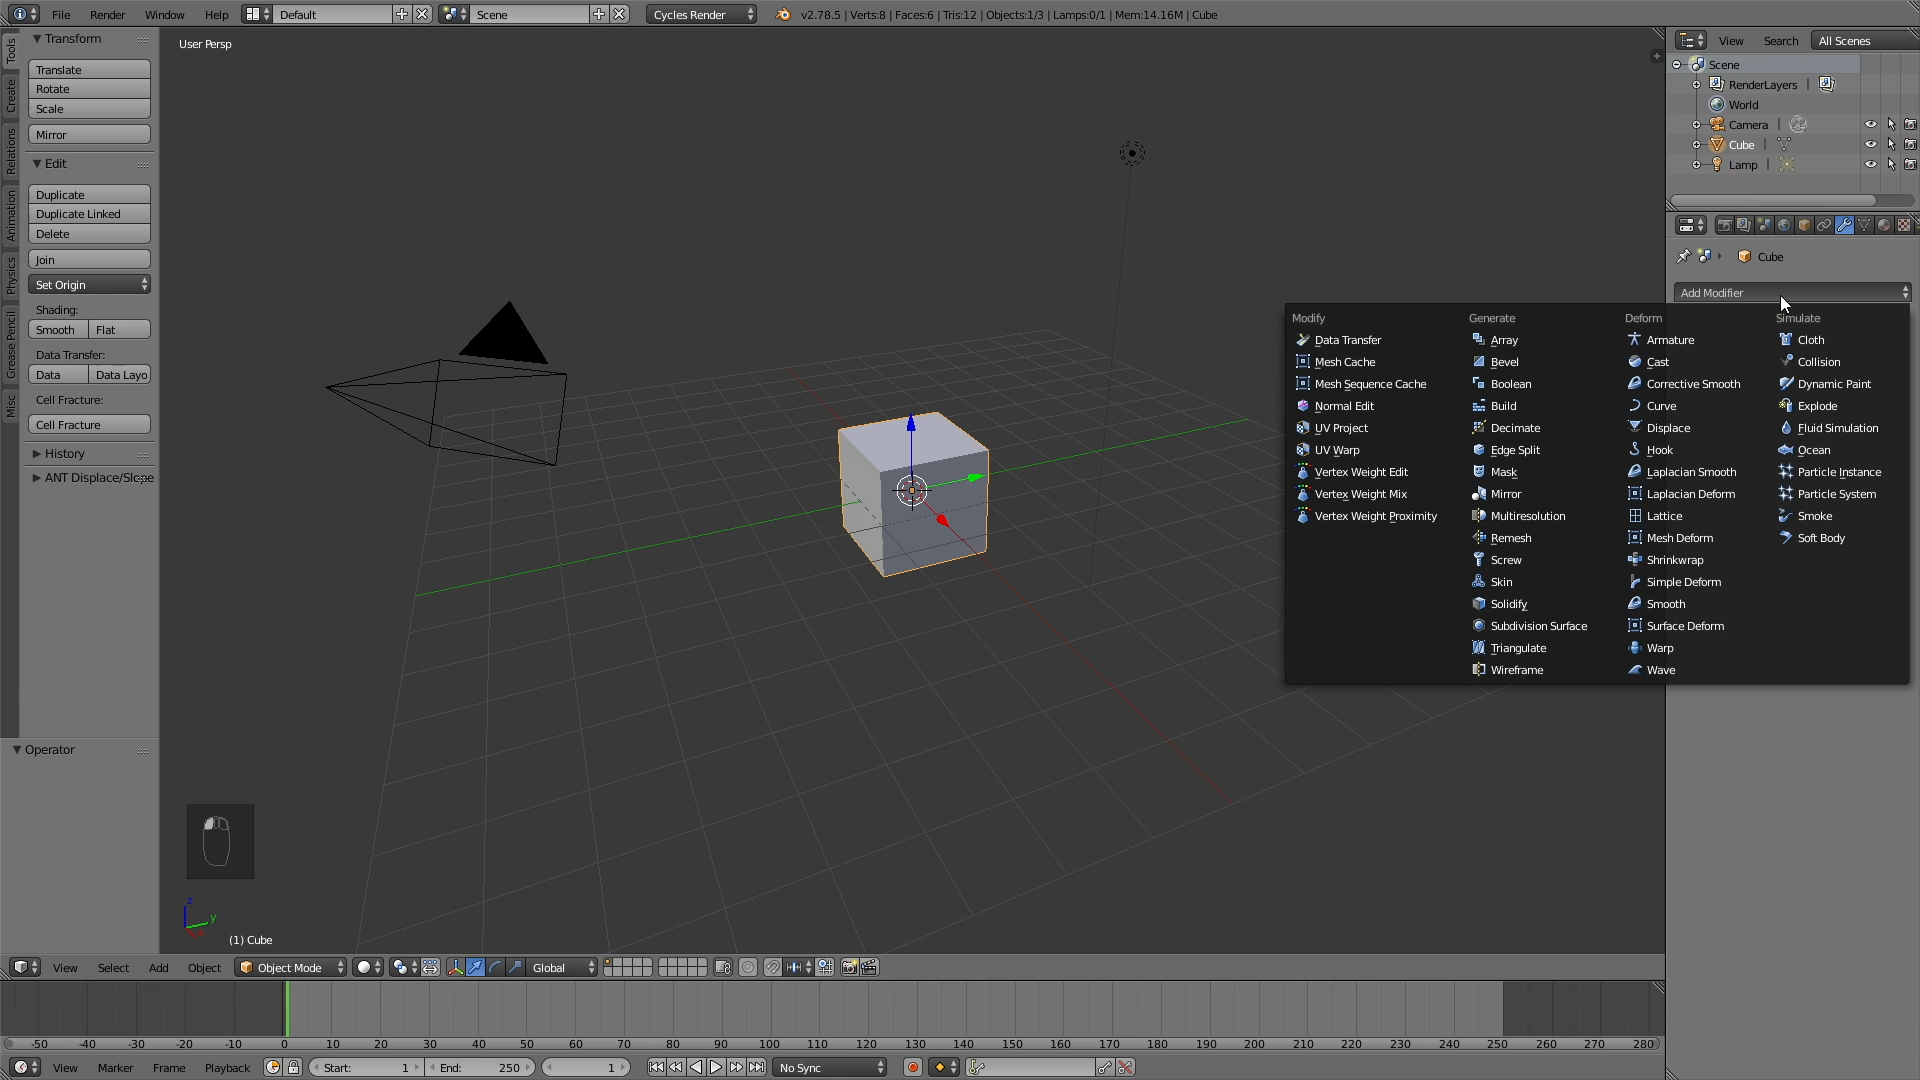 File Render Window Help Default Scene Cycles Render v2.78.5 | Verts:8 | Faces:6 | Tris:12 | Objects:1/3 | Lamps:0/1 | Mem:14.16M | Cube
Tools
Create
Relations
Animation
Physics
Grease Pencil
Misc
Transform
Translate
Rotate
Scale
Mirror
Edit
Duplicate
Duplicate Linked
Delete
Join
Set Origin
Shading:
Smooth Flat
Data Transfer:
Data Data Layo
Cell Fracture:
Cell Fracture
History
ANT Displace/Slope
Operator
User Persp
z
y
(1) Cube
View Search All Scenes
Scene
RenderLayers |
World
Camera |
Cube |
Lamp |
Cube
Add Modifier
Modify
Data Transfer
Mesh Cache
Mesh Sequence Cache
Normal Edit
UV Project
UV Warp
Vertex Weight Edit
Vertex Weight Mix
Vertex Weight Proximity
Generate
Array
Bevel
Boolean
Build
Decimate
Edge Split
Mask
Mirror
Multiresolution
Remesh
Screw
Skin
Solidify
Subdivision Surface
Triangulate
Wireframe
Deform
Armature
Cast
Corrective Smooth
Curve
Displace
Hook
Laplacian Smooth
Laplacian Deform
Lattice
Mesh Deform
Shrinkwrap
Simple Deform
Smooth
Surface Deform
Warp
Wave
Simulate
Cloth
Collision
Dynamic Paint
Explode
Fluid Simulation
Ocean
Particle Instance
Particle System
Smoke
Soft Body
View Select Add Object Object Mode Global
-50 -40 -30 -20 -10 0 10 20 30 40 50 60 70 80 90 100 110 120 130 140 150 160 170 180 190 200 210 220 230 240 250 260 270 280
View Marker Frame Playback Start: 1 End: 250 1 No Sync